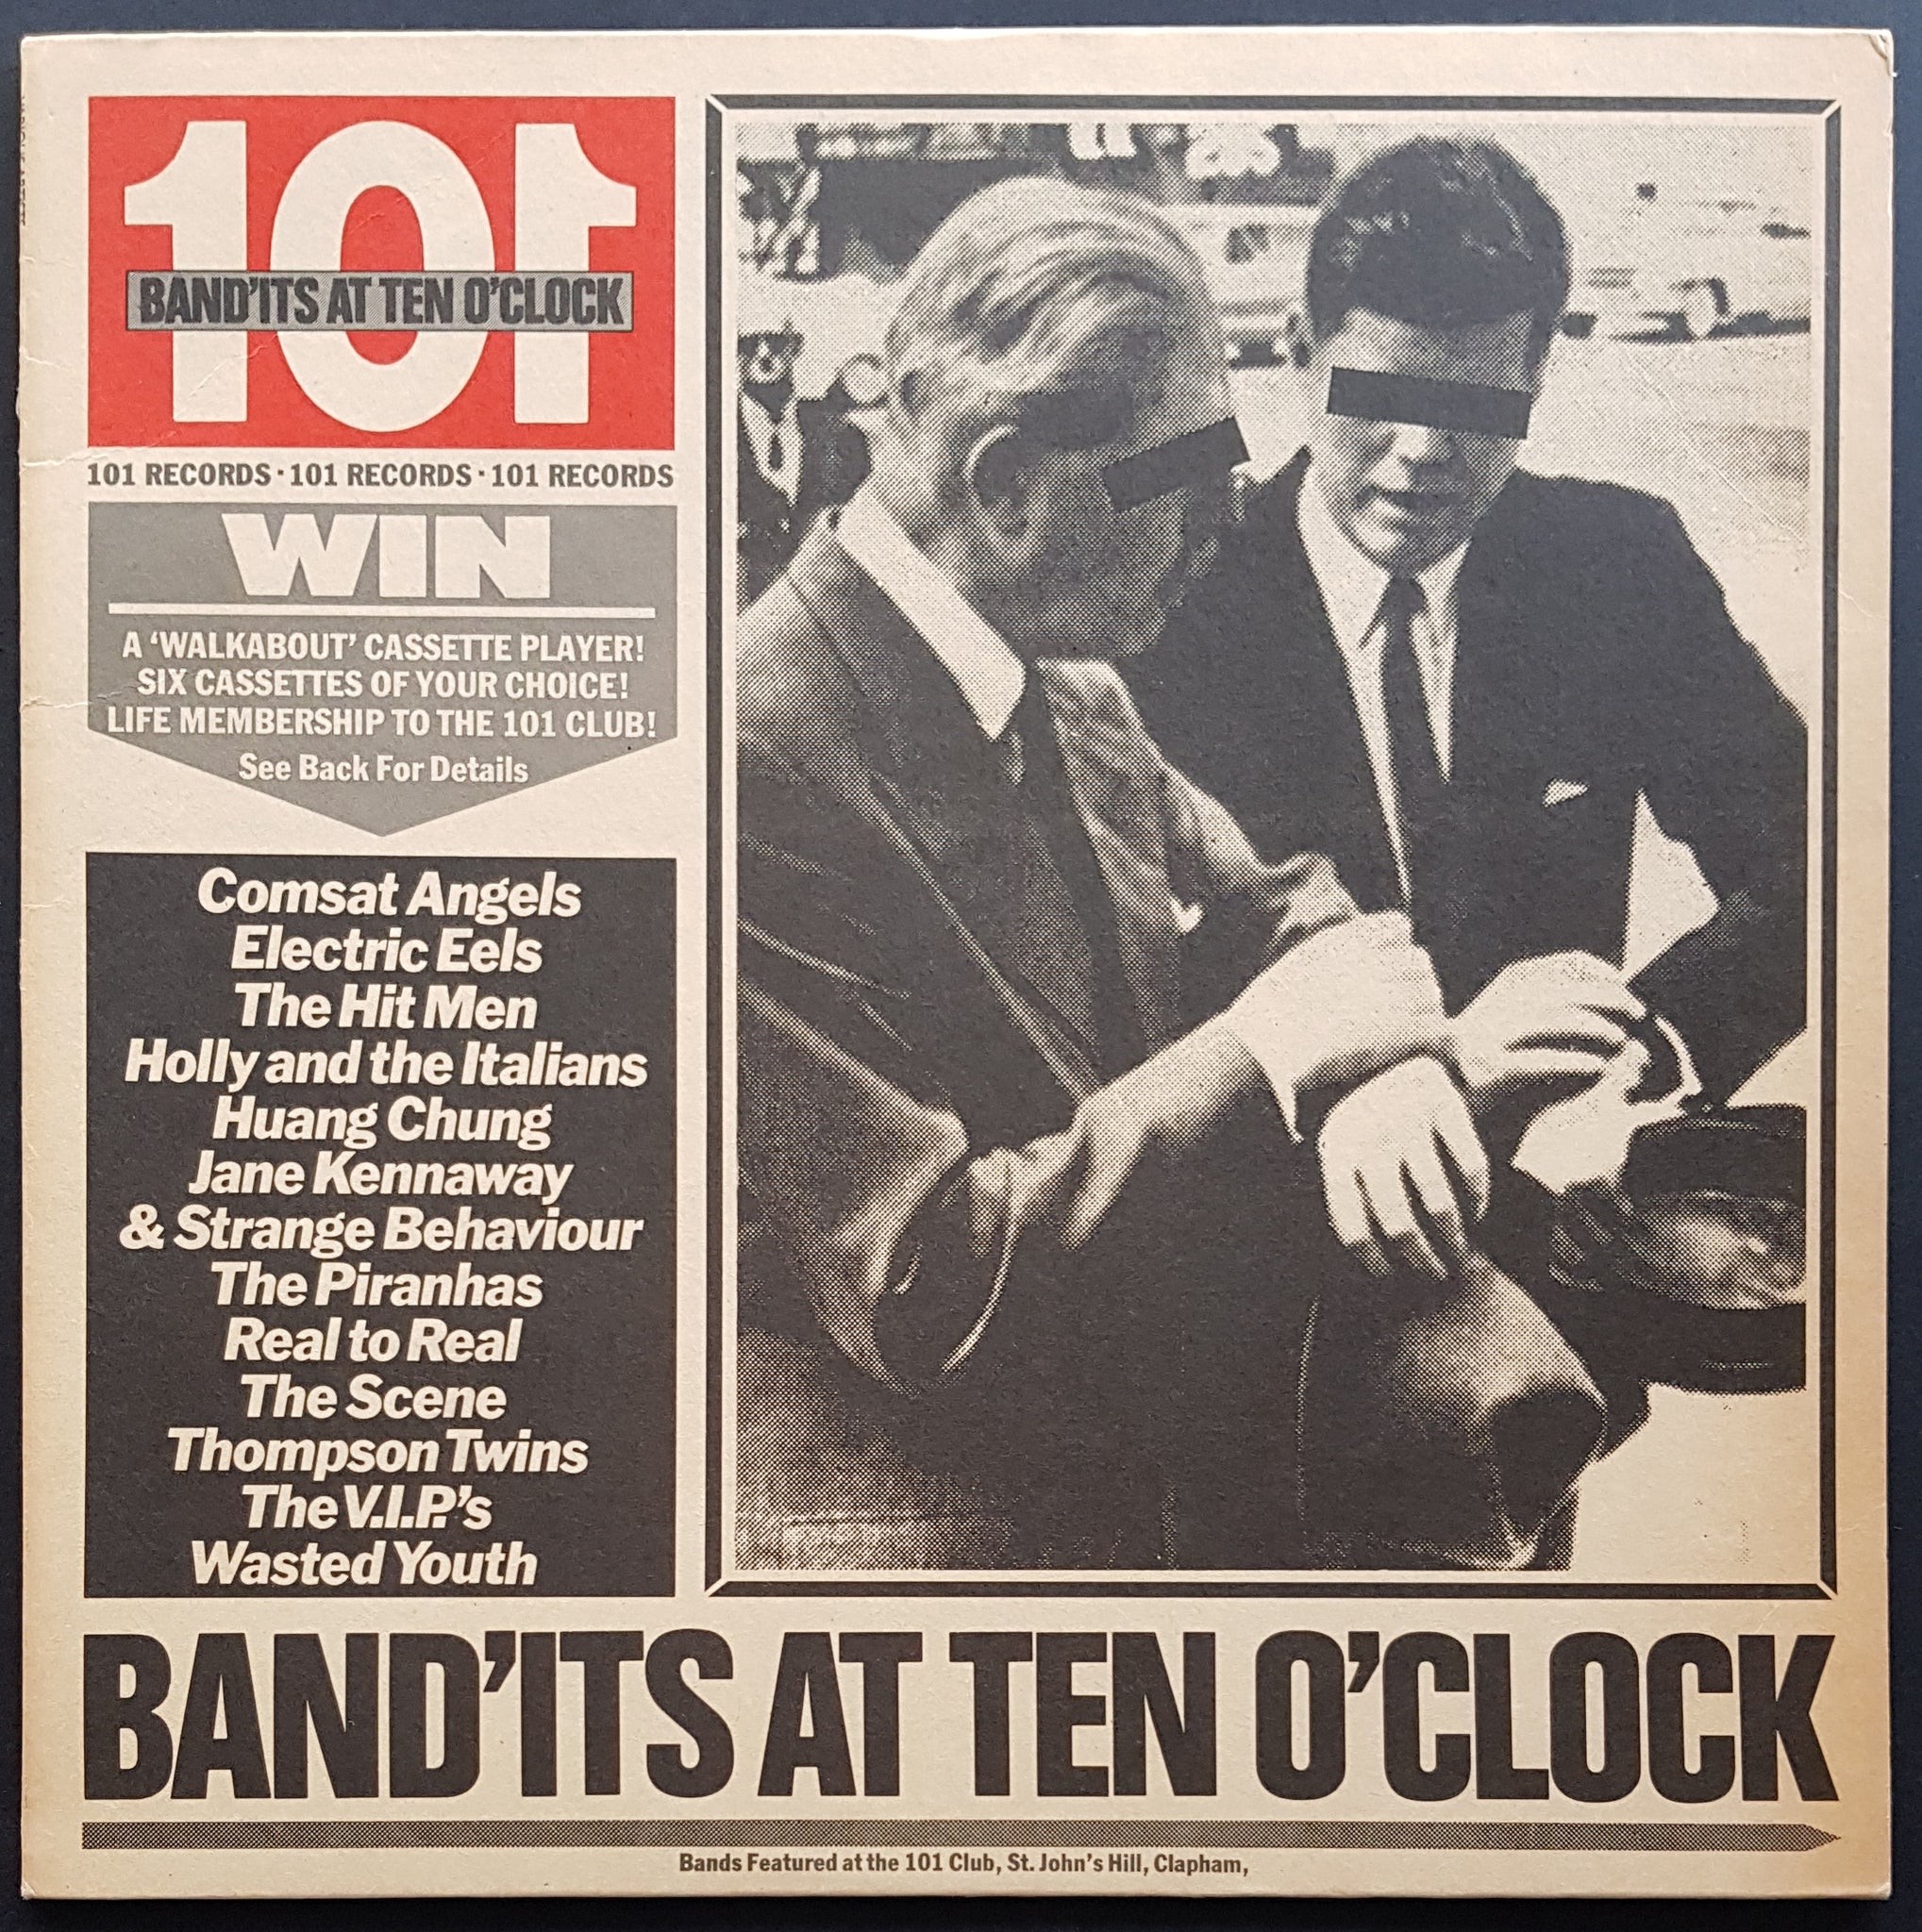 101
BAND'ITS AT TEN O'CLOCK
101 RECORDS · 101 RECORDS · 101 RECORDS
WIN
A 'WALKABOUT' CASSETTE PLAYER!
SIX CASSETTES OF YOUR CHOICE!
LIFE MEMBERSHIP TO THE 101 CLUB!
See Back For Details
Comsat Angels
Electric Eels
The Hit Men
Holly and the Italians
Huang Chung
Jane Kennaway
& Strange Behaviour
The Piranhas
Real to Real
The Scene
Thompson Twins
The V.I.P.'s
Wasted Youth
BAND'ITS AT TEN O'CLOCK
Bands Featured at the 101 Club, St. John's Hill, Clapham,